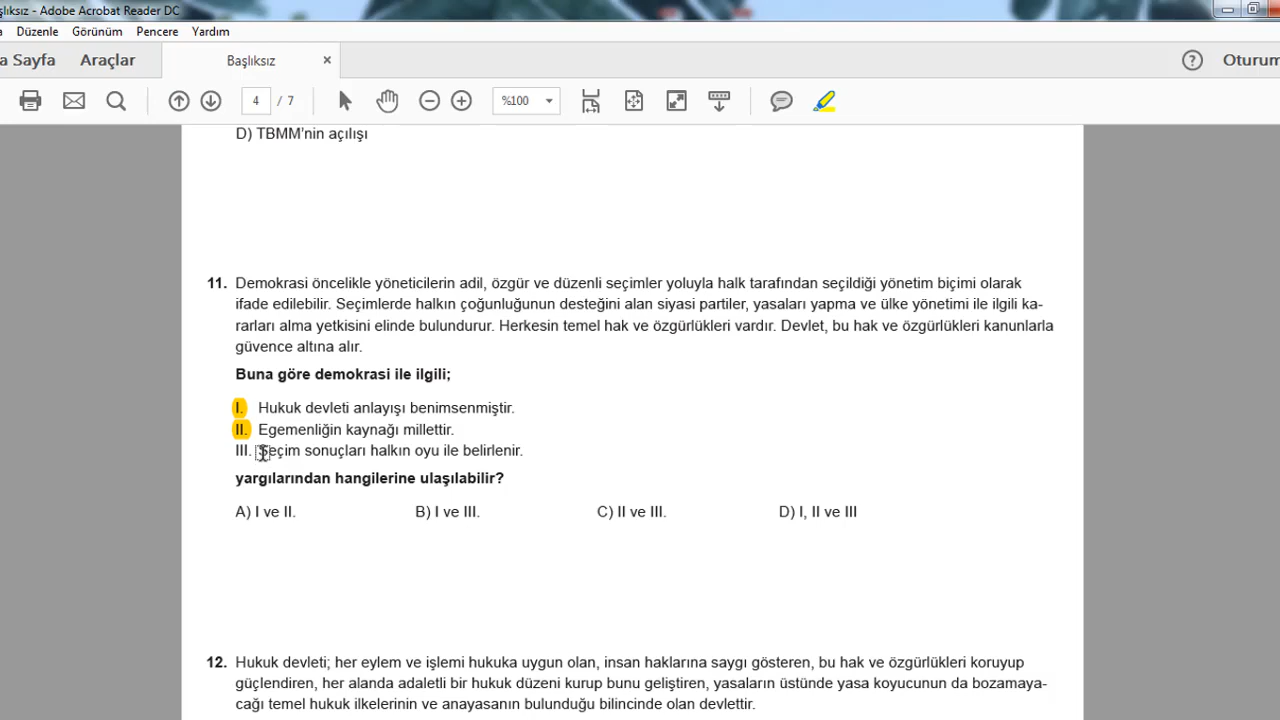 şlıksız - Adobe Acrobat Reader DC
Düzenle Görünüm Pencere Yardım
a Sayfa Araçlar Başlıksız × ? Oturum
4 / 7 %100
D) TBMM’nin açılışı
11. Demokrasi öncelikle yöneticilerin adil, özgür ve düzenli seçimler yoluyla halk tarafından seçildiği yönetim biçimi olarak
ifade edilebilir. Seçimlerde halkın çoğunluğunun desteğini alan siyasi partiler, yasaları yapma ve ülke yönetimi ile ilgili ka-
rarları alma yetkisini elinde bulundurur. Herkesin temel hak ve özgürlükleri vardır. Devlet, bu hak ve özgürlükleri kanunlarla
güvence altına alır.
Buna göre demokrasi ile ilgili;
I. Hukuk devleti anlayışı benimsenmiştir.
II. Egemenliğin kaynağı millettir.
III. Seçim sonuçları halkın oyu ile belirlenir.
yargılarından hangilerine ulaşılabilir?
A) I ve II. B) I ve III. C) II ve III. D) I, II ve III
12. Hukuk devleti; her eylem ve işlemi hukuka uygun olan, insan haklarına saygı gösteren, bu hak ve özgürlükleri koruyup
güçlendiren, her alanda adaletli bir hukuk düzeni kurup bunu geliştiren, yasaların üstünde yasa koyucunun da bozamaya-
cağı temel hukuk ilkelerinin ve anayasanın bulunduğu bilincinde olan devlettir.